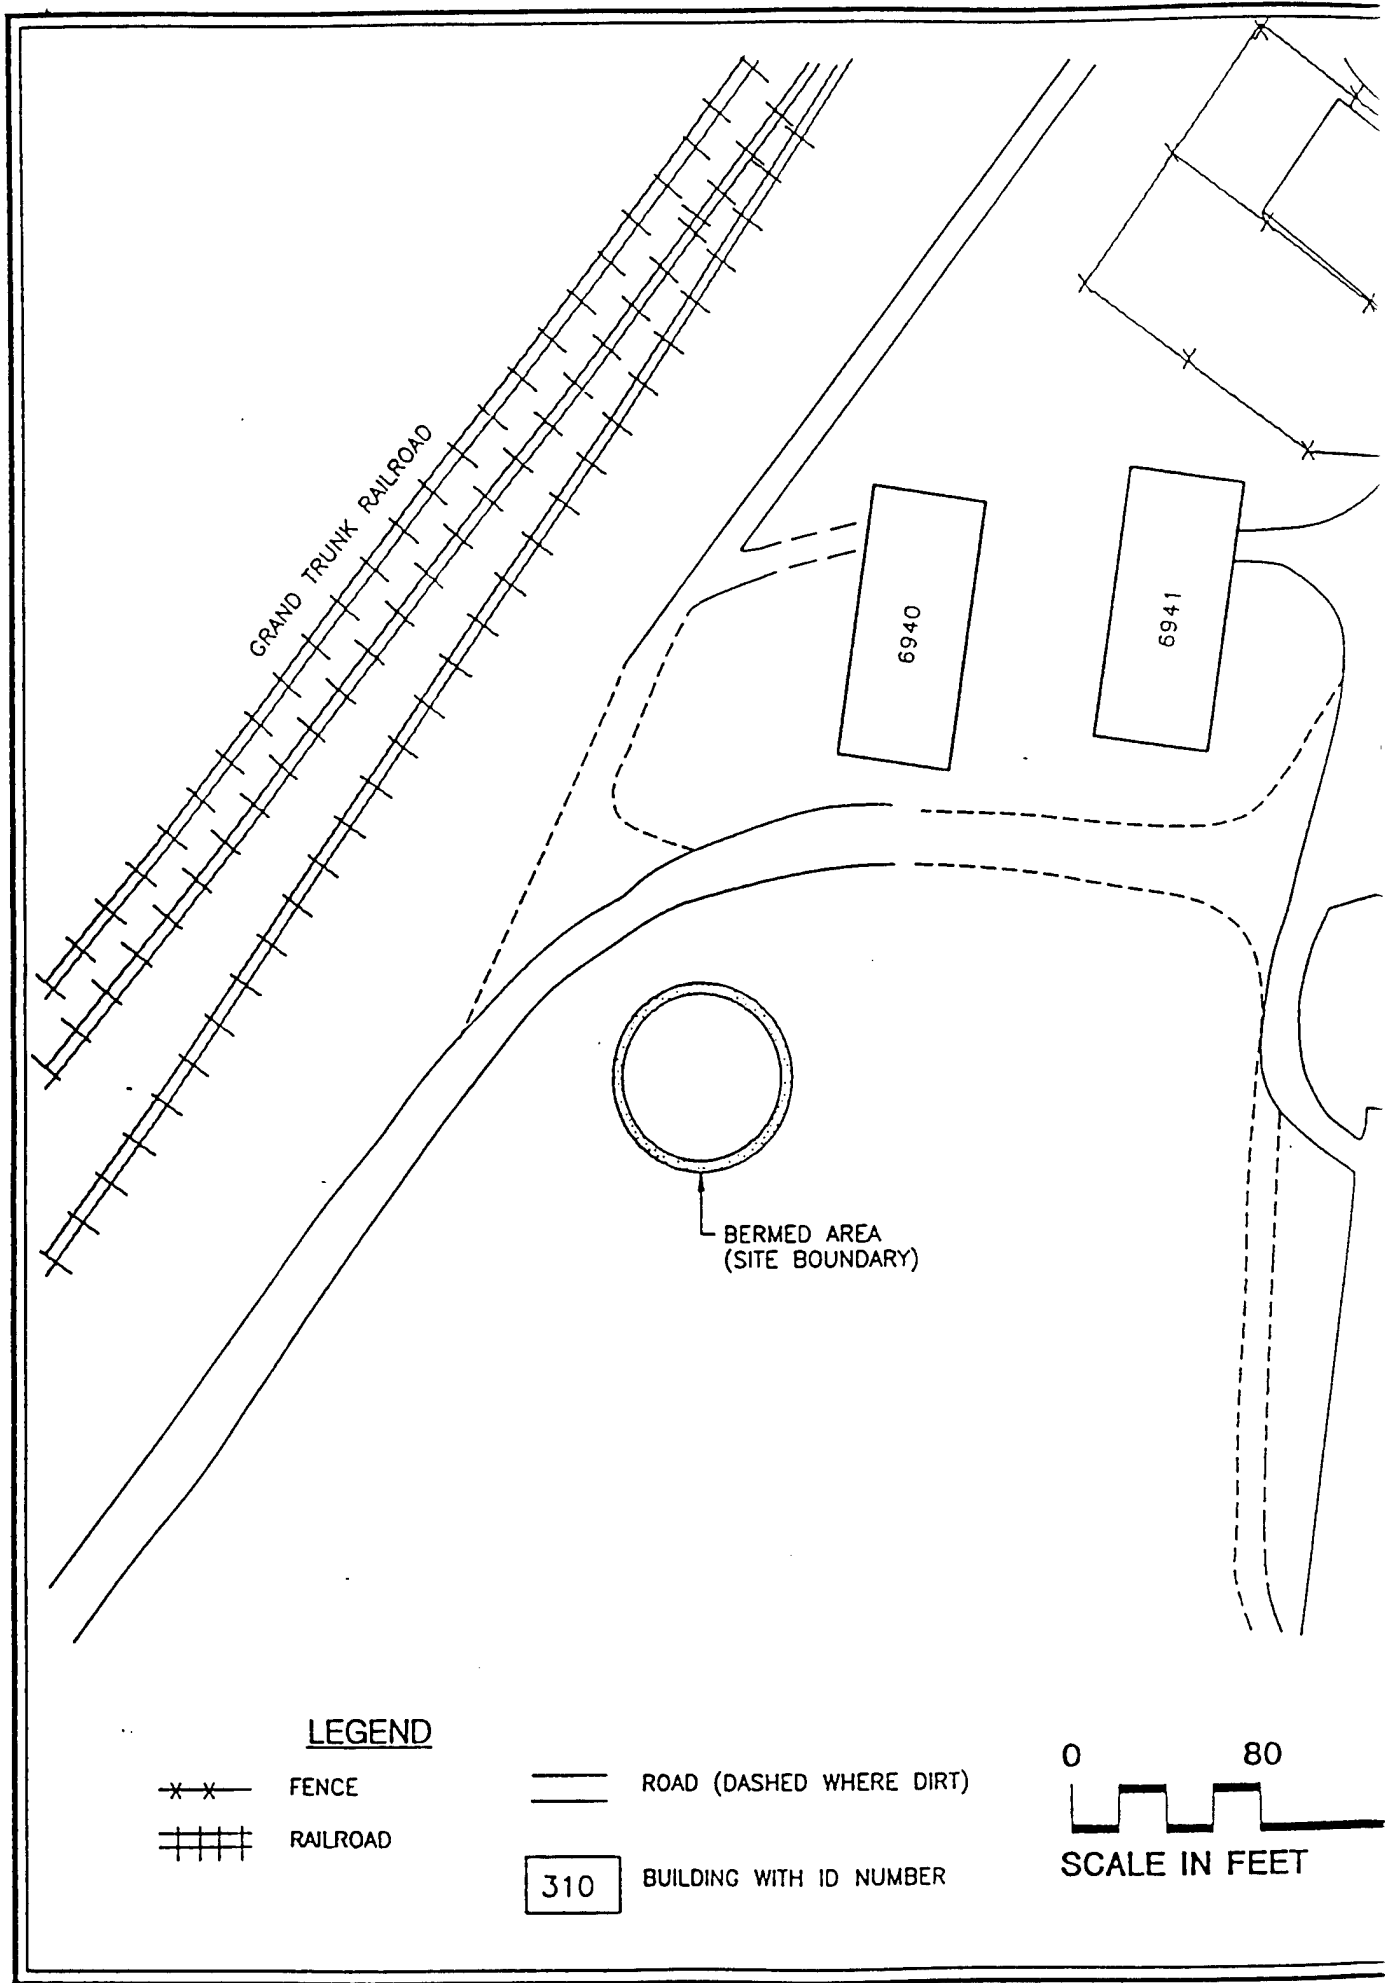 GRAND TRUNK RAILROAD
6940
6941
BERMED AREA
(SITE BOUNDARY)
LEGEND
FENCE
RAILROAD
ROAD (DASHED WHERE DIRT)
310
BUILDING WITH ID NUMBER
0 80
SCALE IN FEET